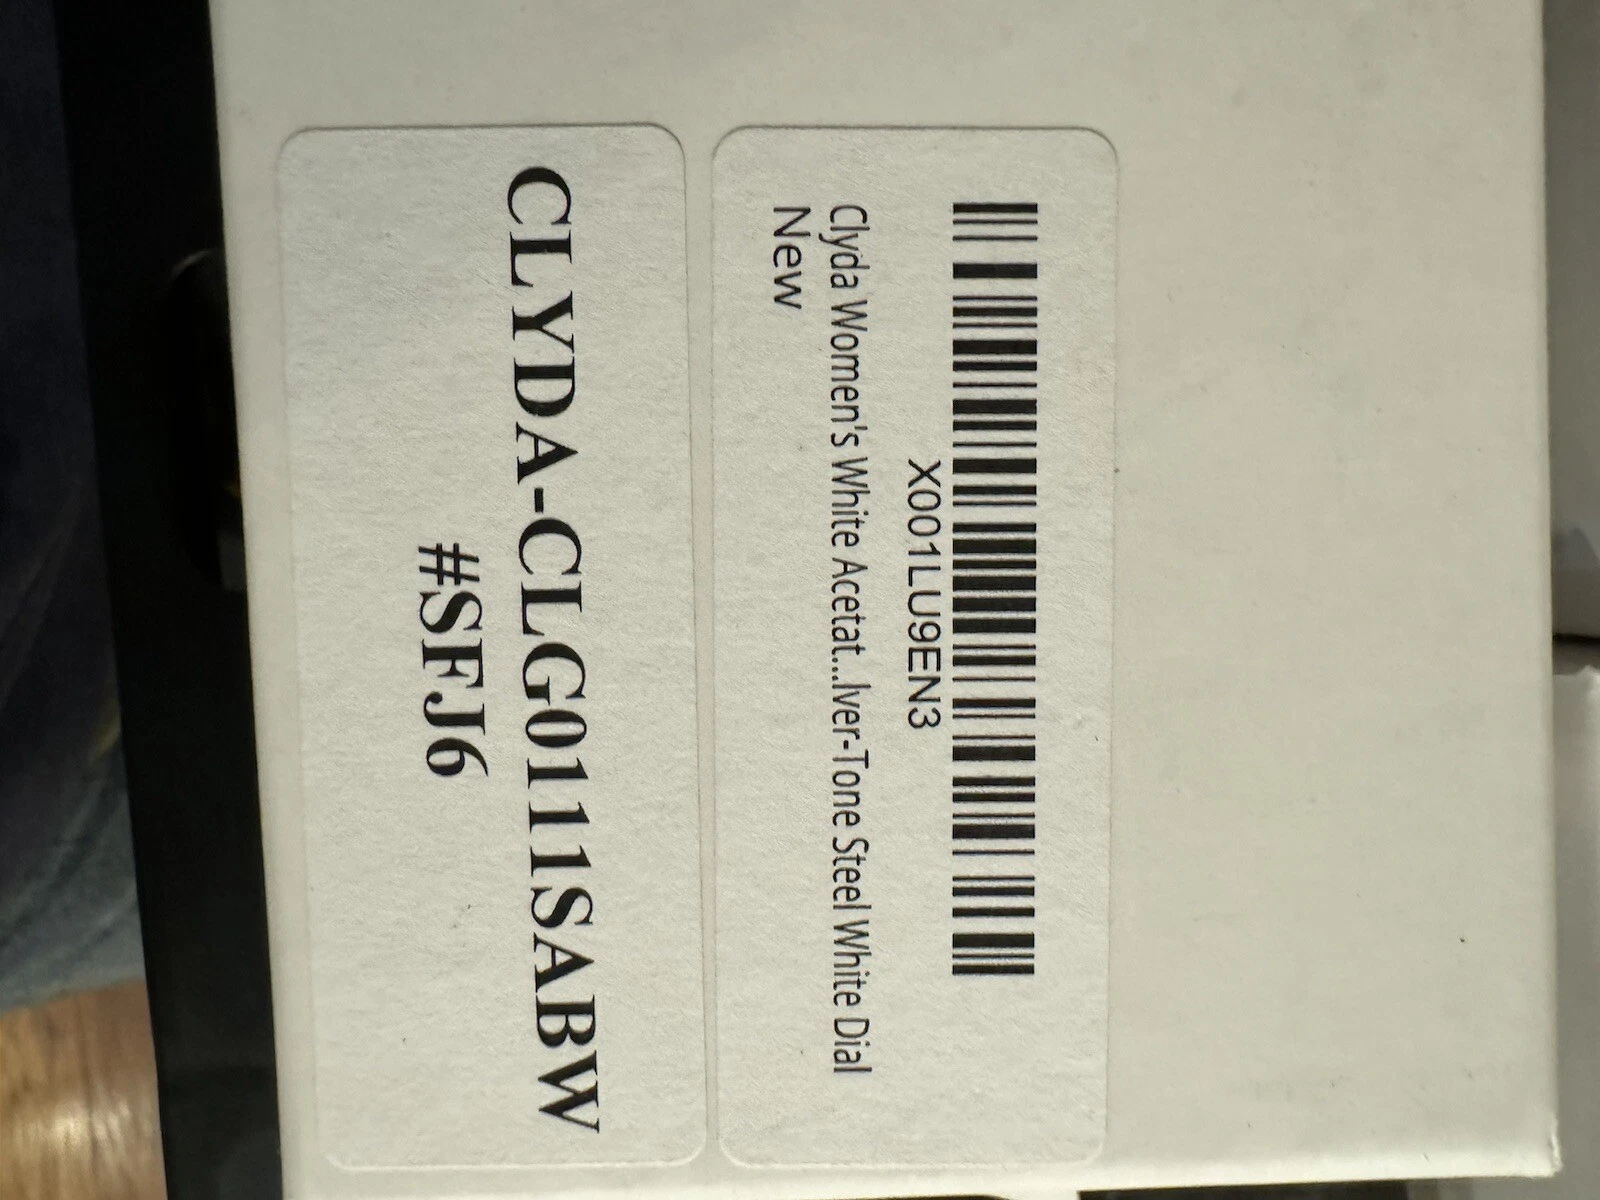 X001LU9EN3
Clyda Women's White Acetat...lver-Tone Steel White Dial
New
CLYDA-CLG0111SABW
#SFJ6